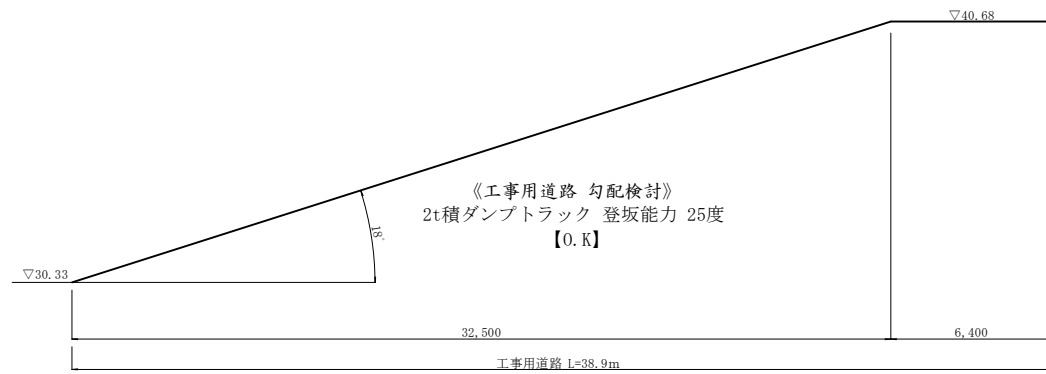 ▽40.68
《工事用道路 勾配検討》
2t積ダンプトラック 登坂能力 25度
【O.K】
18°
▽30.33
32,500
6,400
工事用道路 L=38.9m